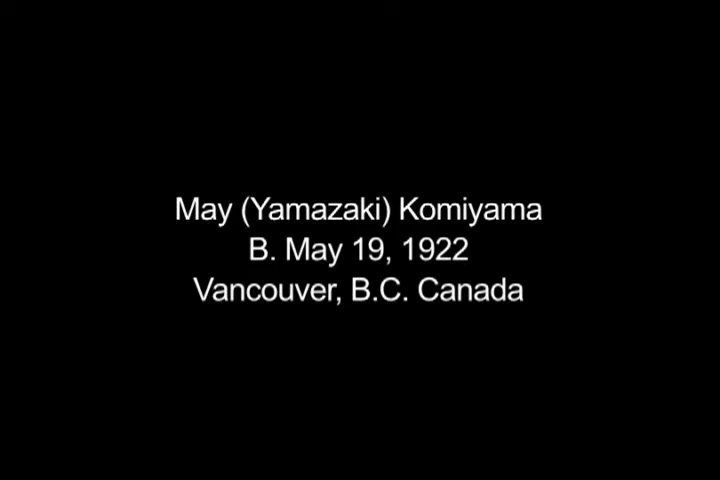 May (Yamazaki) Komiyama
B. May 19, 1922
Vancouver, B.C. Canada